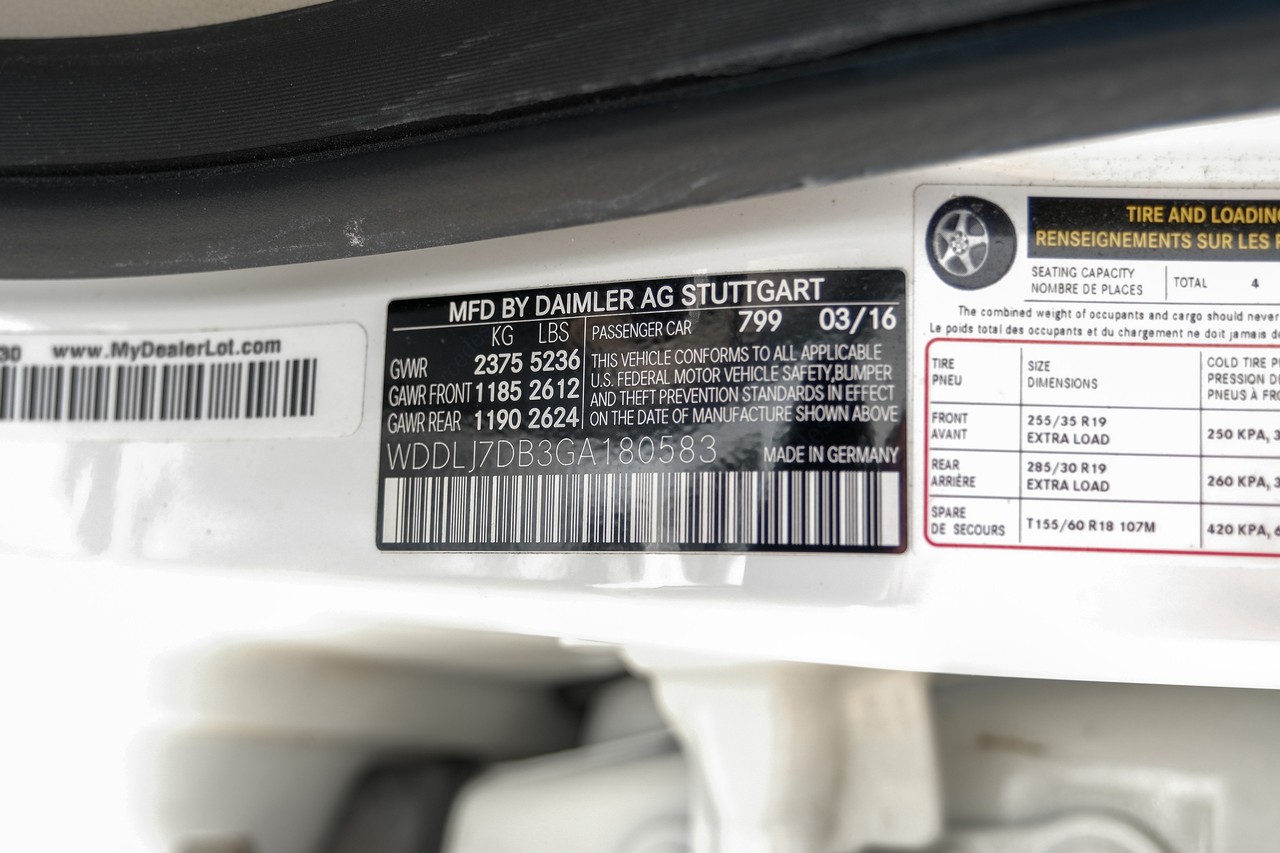 30 www.MyDealerLot.com
MFD BY DAIMLER AG STUTTGART
KG LBS
GVWR 2375 5236
GAWR FRONT 1185 2612
GAWR REAR 1190 2624
PASSENGER CAR 799 03/16
THIS VEHICLE CONFORMS TO ALL APPLICABLE
U.S. FEDERAL MOTOR VEHICLE SAFETY,BUMPER
AND THEFT PREVENTION STANDARDS IN EFFECT
ON THE DATE OF MANUFACTURE SHOWN ABOVE
WDDLJ7DB3GA180583 MADE IN GERMANY
TIRE AND LOADING
RENSEIGNEMENTS SUR LES
SEATING CAPACITY
NOMBRE DE PLACES
TOTAL 4
The combined weight of occupants and cargo should never
Le poids total des occupants et du chargement ne doit jamais
TIRE
PNEU
SIZE
DIMENSIONS
COLD TIRE
PRESSION
PNEUS À
FRONT
AVANT
255/35 R19
EXTRA LOAD
250 KPA,
REAR
ARRIÈRE
285/30 R19
EXTRA LOAD
260 KPA,
SPARE
DE SECOURS
T155/60 R18 107M
420 KPA,